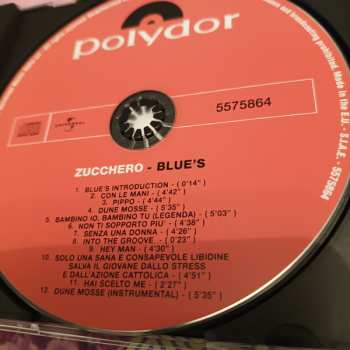 polydor
and broadcasting prohibited. Made in the E.U. - S.I.A.E. - 5575864
UNIVERSAL
5575864
ZUCCHERO - BLUE'S
1. BLUE'S INTRODUCTION - ( 0'14" )
2. CON LE MANI - ( 4'42" )
3. PIPPO - ( 4'44" )
4. DUNE MOSSE - ( 5'35" )
5. BAMBINO IO, BAMBINO TU (LEGENDA) - ( 5'03" )
6. NON TI SOPPORTO PIU' - ( 4'38" )
7. SENZA UNA DONNA - ( 4'26" )
8. INTO THE GROOVE - ( 0'23" )
9. HEY MAN - ( 4'30" )
10. SOLO UNA SANA E CONSAPEVOLE LIBIDINE
SALVA IL GIOVANE DALLO STRESS
E DALL'AZIONE CATTOLICA - ( 4'51" )
11. HAI SCELTO ME - ( 2'27" )
12. DUNE MOSSE (INSTRUMENTAL) - ( 5'35" )